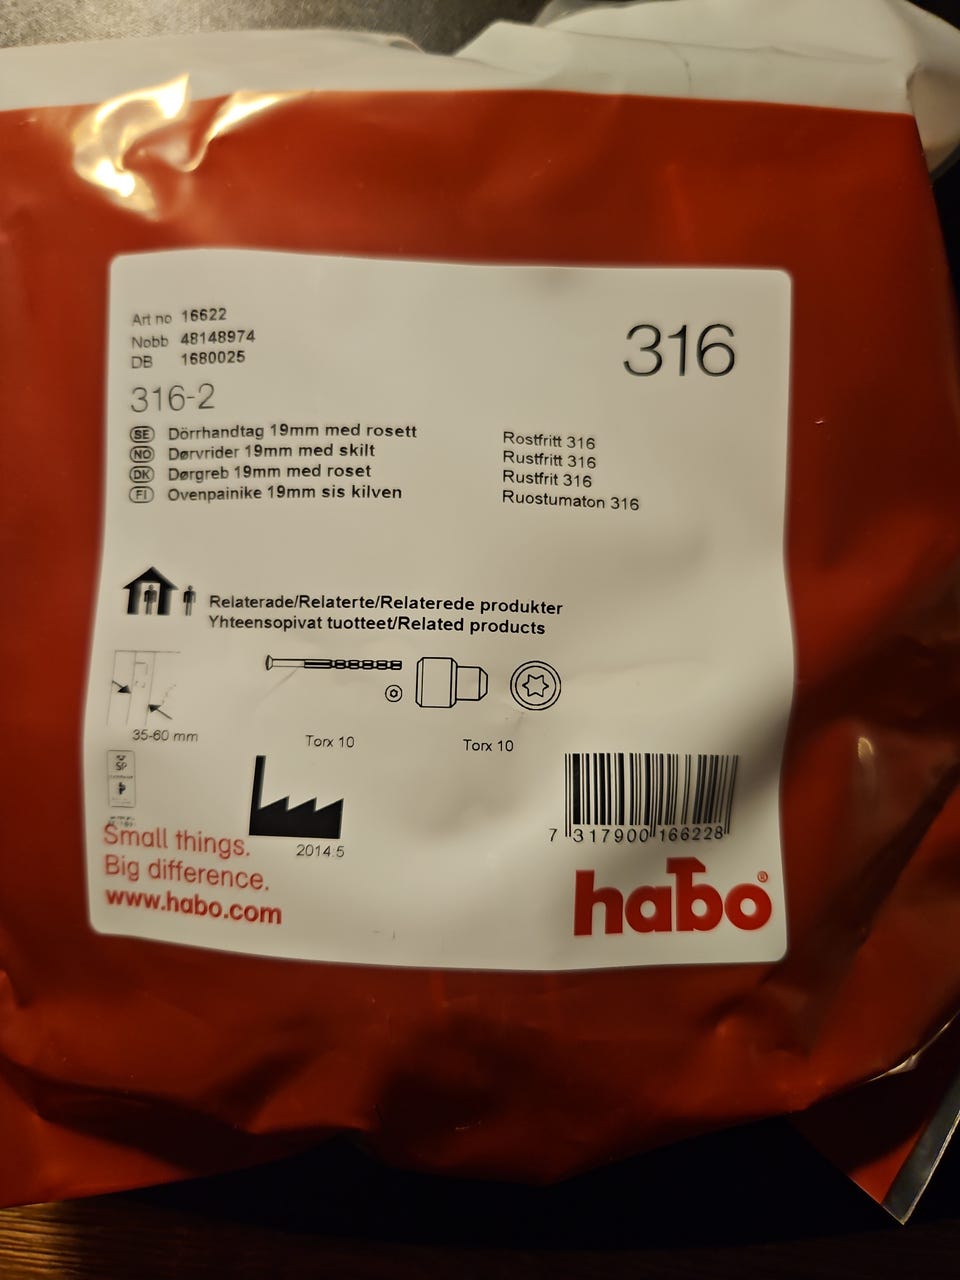 Art no 16622
Nobb 48148974
DB 1680025
316
316-2
SE Dörrhandtag 19mm med rosett Rostfritt 316
NO Dørvrider 19mm med skilt Rustfritt 316
DK Dørgreb 19mm med roset Rustfrit 316
FI Ovenpainike 19mm sis kilven Ruostumaton 316
Relaterade/Relaterte/Relaterede produkter
Yhteensopivat tuotteet/Related products
35-60 mm
Torx 10
Torx 10
SP
2014:5
7 317900 166228
Small things.
Big difference.
www.habo.com
habo®